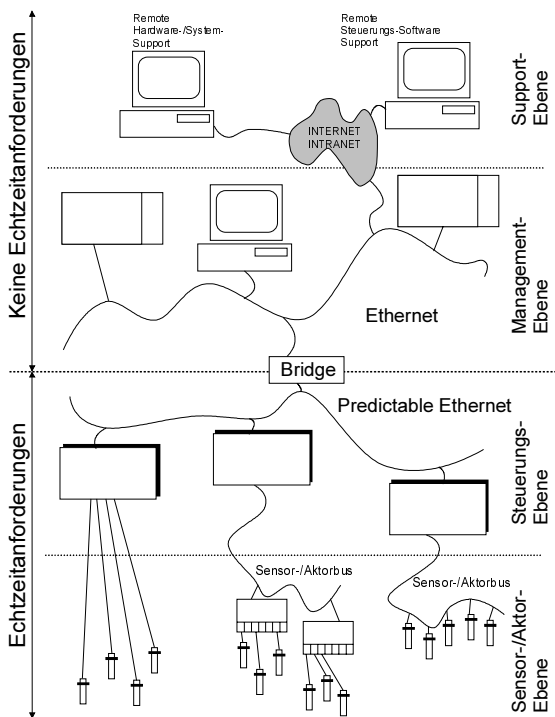 Remote
Hardware-/System-
Support
Remote
Steuerungs-Software
Support
INTERNET
INTRANET
Support-
Ebene
Keine Echtzeitanforderungen
Management-
Ebene
Ethernet
Bridge
Predictable Ethernet
Steuerungs-
Ebene
Echtzeitanforderungen
Sensor-/Aktorbus
Sensor-/Aktorbus
Sensor-/Aktor-
Ebene